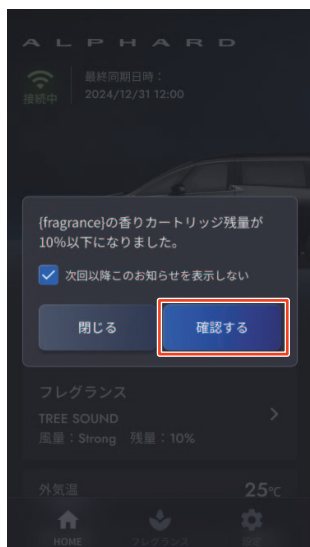 ALPHARD
最終同期日時：
接続中
2024/12/31 12:00
{fragrance}の香りカートリッジ残量が
10%以下になりました。
次回以降このお知らせを表示しない
閉じる
確認する
フレグランス
TREE SOUND
風量：Strong 残量：10%
外気温
25℃
HOME
フレグランス
設定